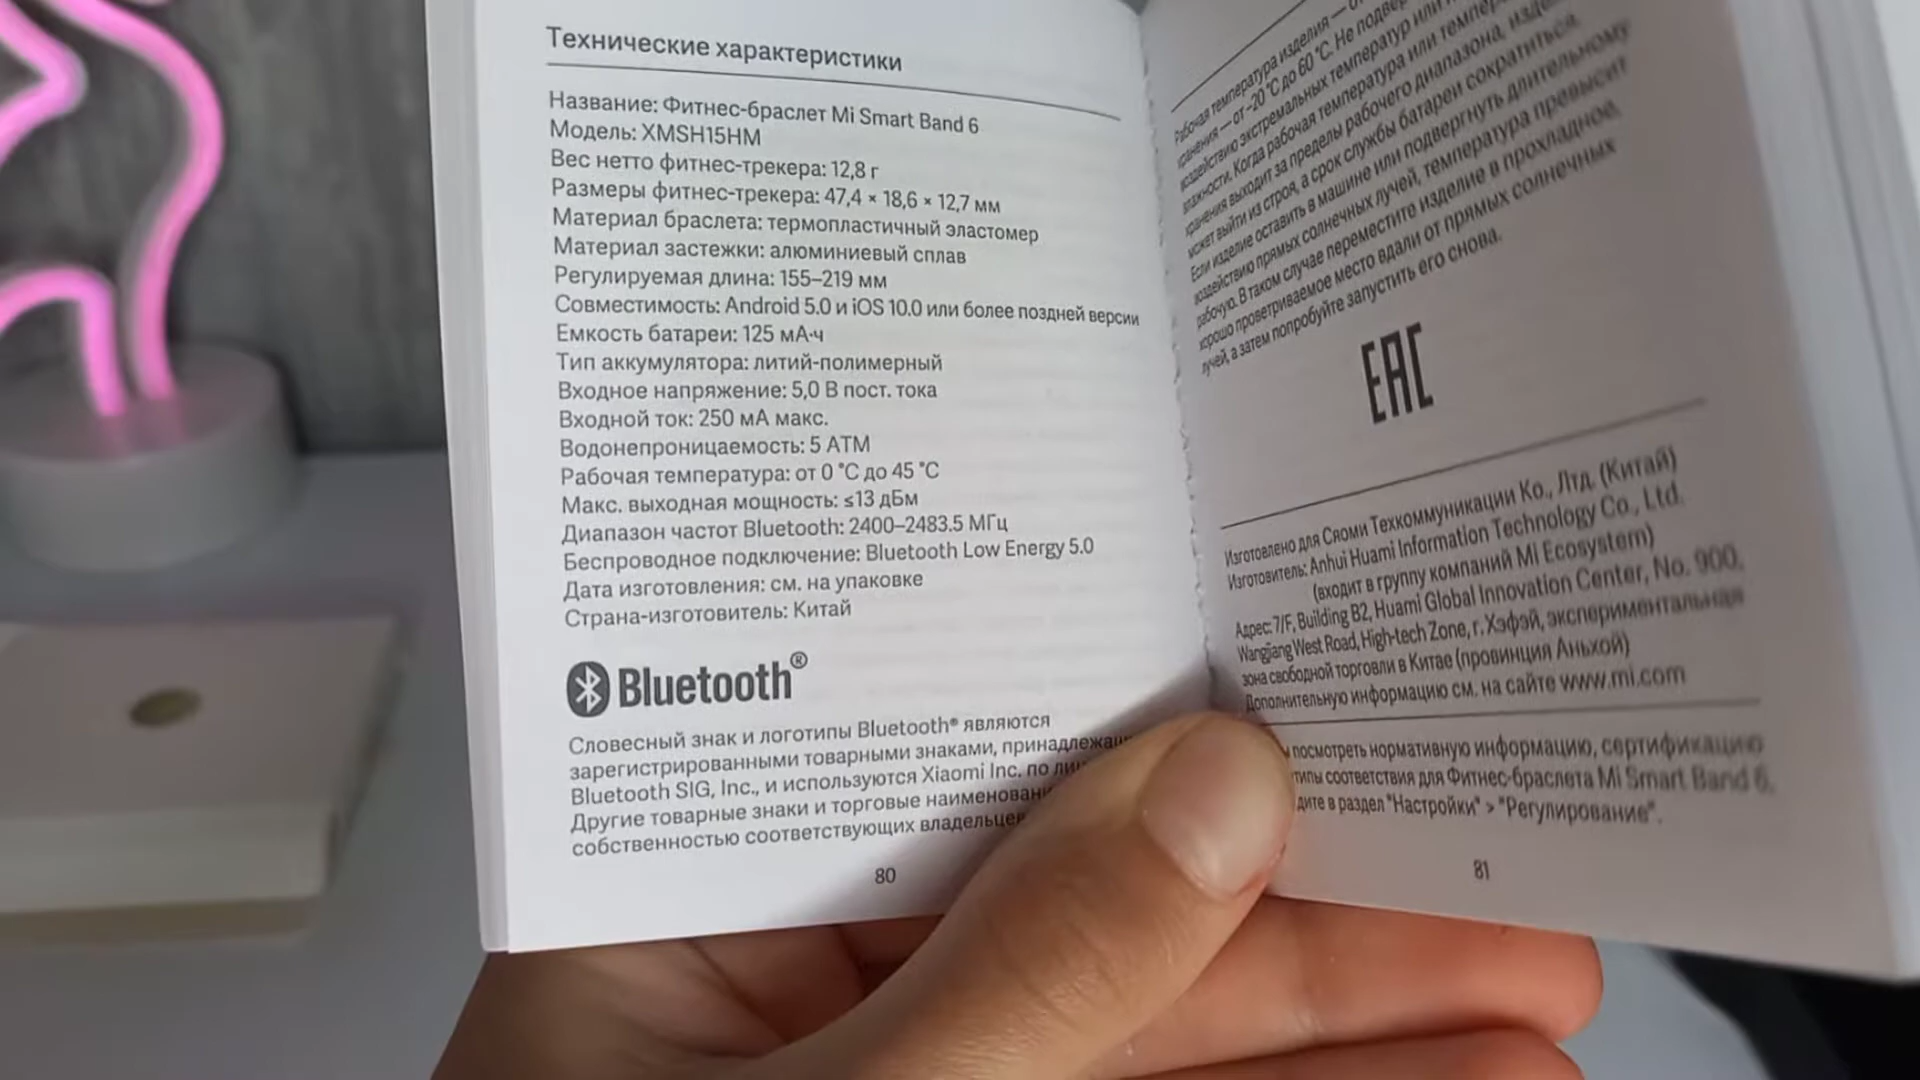 Технические характеристики
Название: Фитнес-браслет Mi Smart Band 6
Модель: XMSH15HM
Вес нетто фитнес-трекера: 12,8 г
Размеры фитнес-трекера: 47,4 × 18,6 × 12,7 мм
Материал браслета: термопластичный эластомер
Материал застежки: алюминиевый сплав
Регулируемая длина: 155–219 мм
Совместимость: Android 5.0 и iOS 10.0 или более поздней версии
Емкость батареи: 125 мА·ч
Тип аккумулятора: литий-полимерный
Входное напряжение: 5,0 В пост. тока
Входной ток: 250 мА макс.
Водонепроницаемость: 5 ATM
Рабочая температура: от 0 °C до 45 °C
Макс. выходная мощность: ≤13 дБм
Диапазон частот Bluetooth: 2400–2483.5 МГц
Беспроводное подключение: Bluetooth Low Energy 5.0
Дата изготовления: см. на упаковке
Страна-изготовитель: Китай
Bluetooth®
Словесный знак и логотипы Bluetooth® являются
зарегистрированными товарными знаками,
Bluetooth SIG, Inc., и используются Xiaomi Inc. по
Другие товарные знаки и торговые
собственностью соответствующих
80
Рабочая температура изделия — от
хранения — от –20 °C до 60 °C. Не
воздействию экстремальных температур или
влажности. Когда рабочая температура или
хранения выходит за пределы рабочего диапазона,
может выйти из строя, а срок службы батареи сократиться.
Если изделие оставить в машине или подвергнуть длительному
воздействию прямых солнечных лучей, температура превысит
рабочую. В таком случае переместите изделие в прохладное,
хорошо проветриваемое место вдали от прямых солнечных
лучей, а затем попробуйте запустить его снова.
EAC
Изготовлено для Сяоми Техкоммуникации Ко., Лтд. (Китай)
Изготовитель: Anhui Huami Information Technology Co., Ltd.
(входит в группу компаний Mi Ecosystem)
Адрес: 7/F, Building B2, Huami Global Innovation Center, No. 900,
Wangjiang West Road, High-tech Zone, г. Хэфэй, экспериментальная
зона свободной торговли в Китае (провинция Аньхой)
Дополнительную информацию см. на сайте www.mi.com
посмотреть нормативную информацию, сертификацию
соответствия для Фитнес-браслета Mi Smart Band 6,
в раздел "Настройки" > "Регулирование".
81